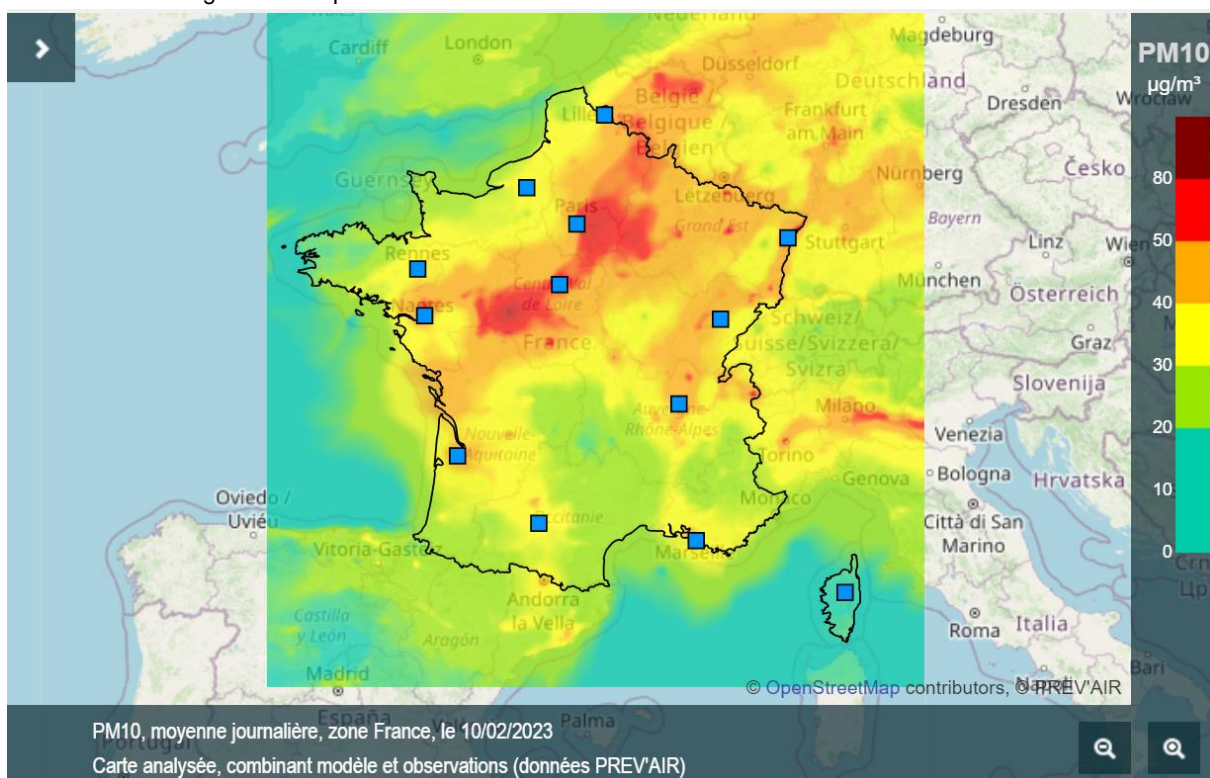 Cardiff
London
Nederland
Magdeburg
PM10
µg/m³
Düsseldorf
Deutschland
België /
Belgique /
Belgien
Lille
Frankfurt
am Main
Dresden
Wrocław
80
Guernsey
Lëtzebuerg
Nürnberg
Česko
Paris
Grand Est
Bayern
50
Rennes
Stuttgart
Linz
Wien
München
Österreich
Nantes
Centre-Val
de Loire
40
France
Schweiz/
Suisse/Svizzera/
Svizra
Graz
30
Slovenija
Auvergne-
Rhône-Alpes
Milano
20
Nouvelle-
Aquitaine
Torino
Venezia
Genova
Bologna
Hrvatska
10
Oviedo /
Uviéu
Occitanie
Monaco
Città di San
Marino
0
Vitoria-Gasteiz
Marseille
Andorra
la Vella
Castilla
y León
Aragón
Roma
Italia
Madrid
Bari
Napoli
© OpenStreetMap contributors, © PREV'AIR
España
Palma
Portugal
PM10, moyenne journalière, zone France, le 10/02/2023
Carte analysée, combinant modèle et observations (données PREV'AIR)